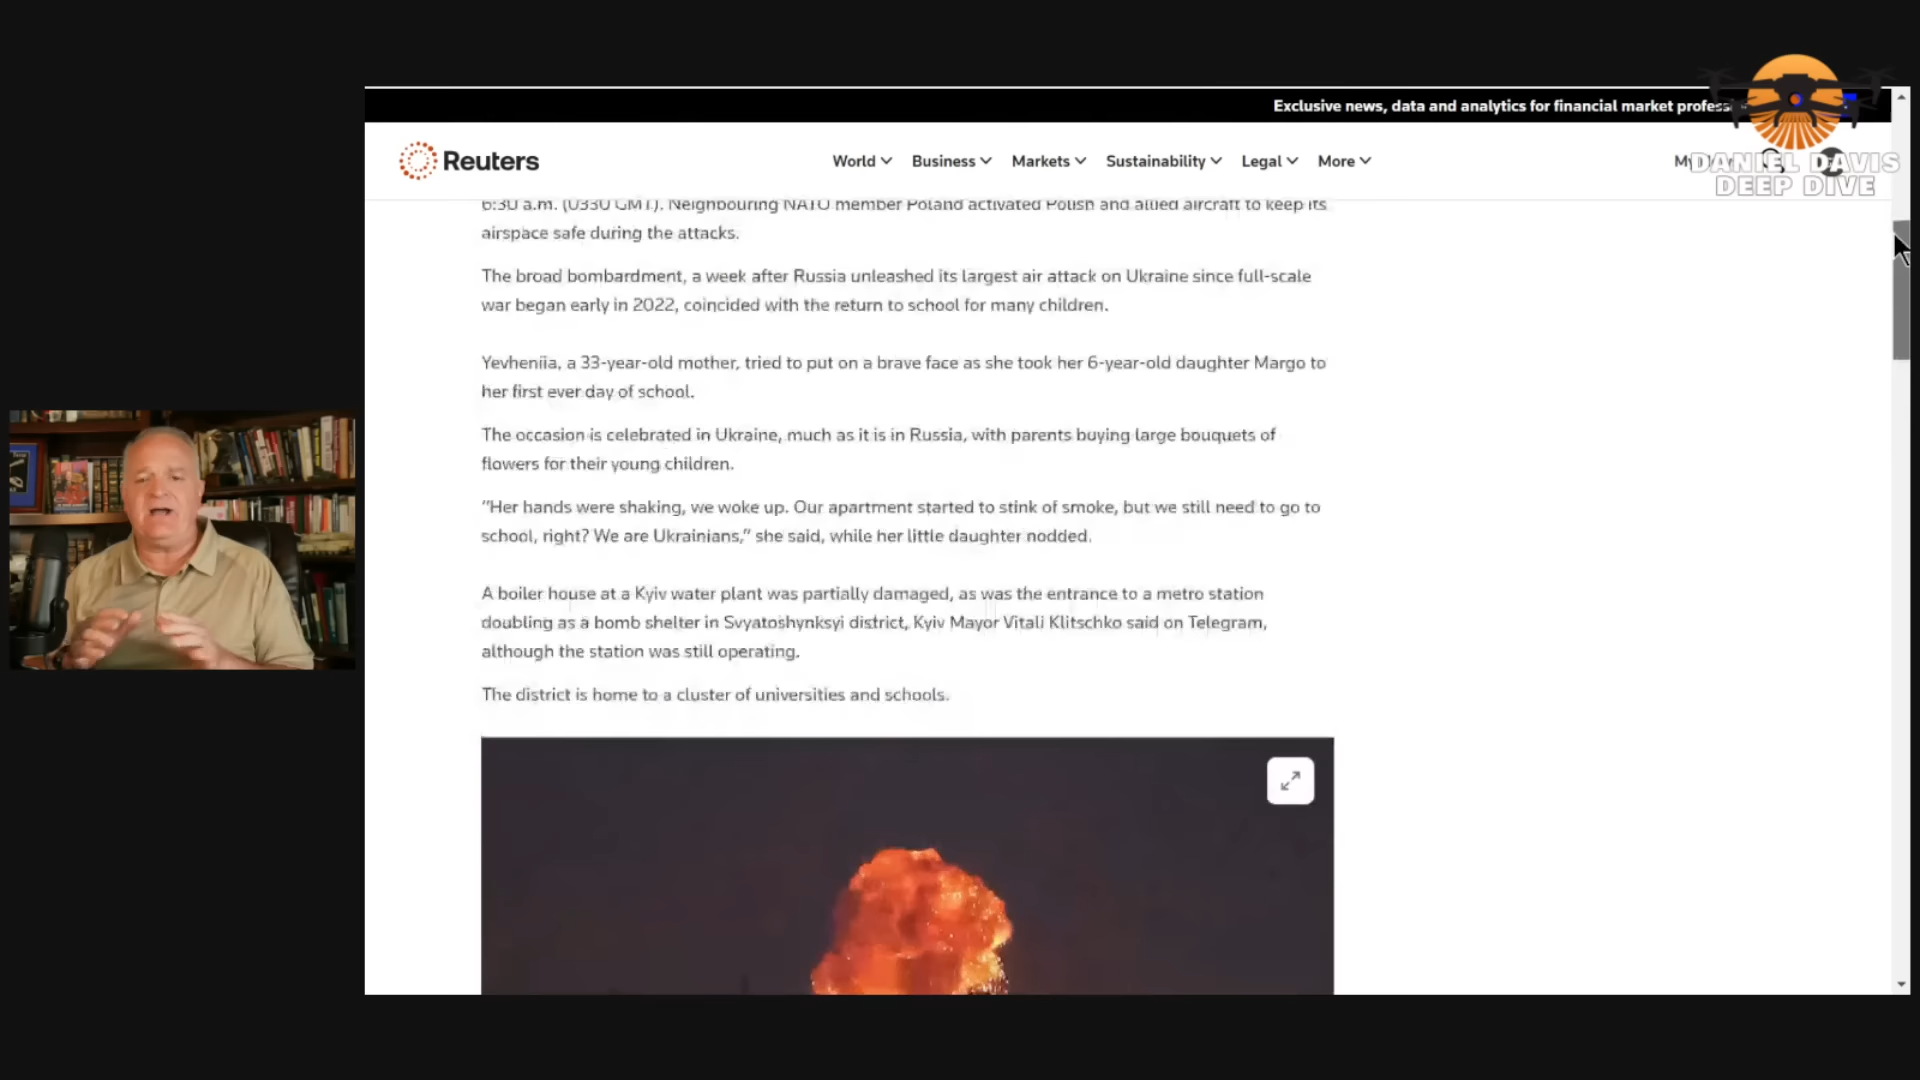 Exclusive news, data and analytics for financial market profess
Reuters
World
Business
Markets
Sustainability
Legal
More
My
DANIEL DAVIS
DEEP DIVE
6:30 a.m. (0330 GMT). Neighbouring NATO member Poland activated Polish and allied aircraft to keep its
airspace safe during the attacks.
The broad bombardment, a week after Russia unleashed its largest air attack on Ukraine since full-scale
war began early in 2022, coincided with the return to school for many children.
Yevheniia, a 33-year-old mother, tried to put on a brave face as she took her 6-year-old daughter Margo to
her first ever day of school.
The occasion is celebrated in Ukraine, much as it is in Russia, with parents buying large bouquets of
flowers for their young children.
"Her hands were shaking, we woke up. Our apartment started to stink of smoke, but we still need to go to
school, right? We are Ukrainians," she said, while her little daughter nodded.
A boiler house at a Kyiv water plant was partially damaged, as was the entrance to a metro station
doubling as a bomb shelter in Svyatoshynksyi district, Kyiv Mayor Vitali Klitschko said on Telegram,
although the station was still operating.
The district is home to a cluster of universities and schools.